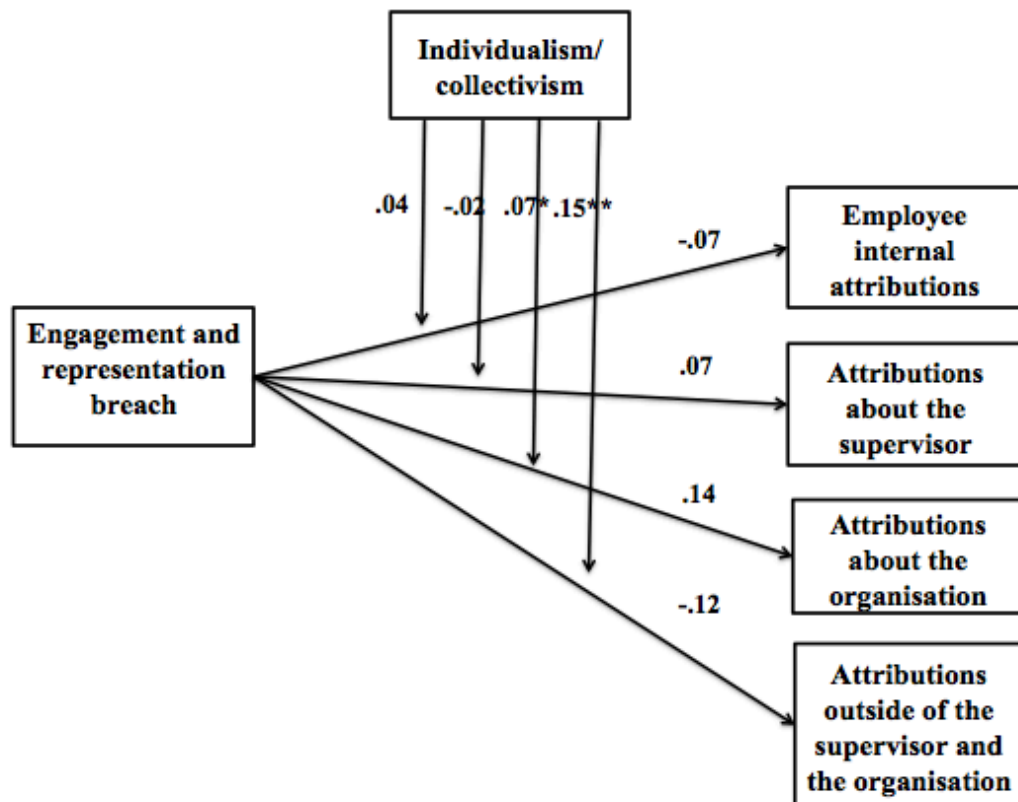 Individualism/
collectivism
.04
-.02
.07*
.15**
-.07
Employee
internal
attributions
Engagement and
representation
breach
.07
Attributions
about the
supervisor
.14
Attributions
about the
organisation
-.12
Attributions
outside of the
supervisor and
the organisation